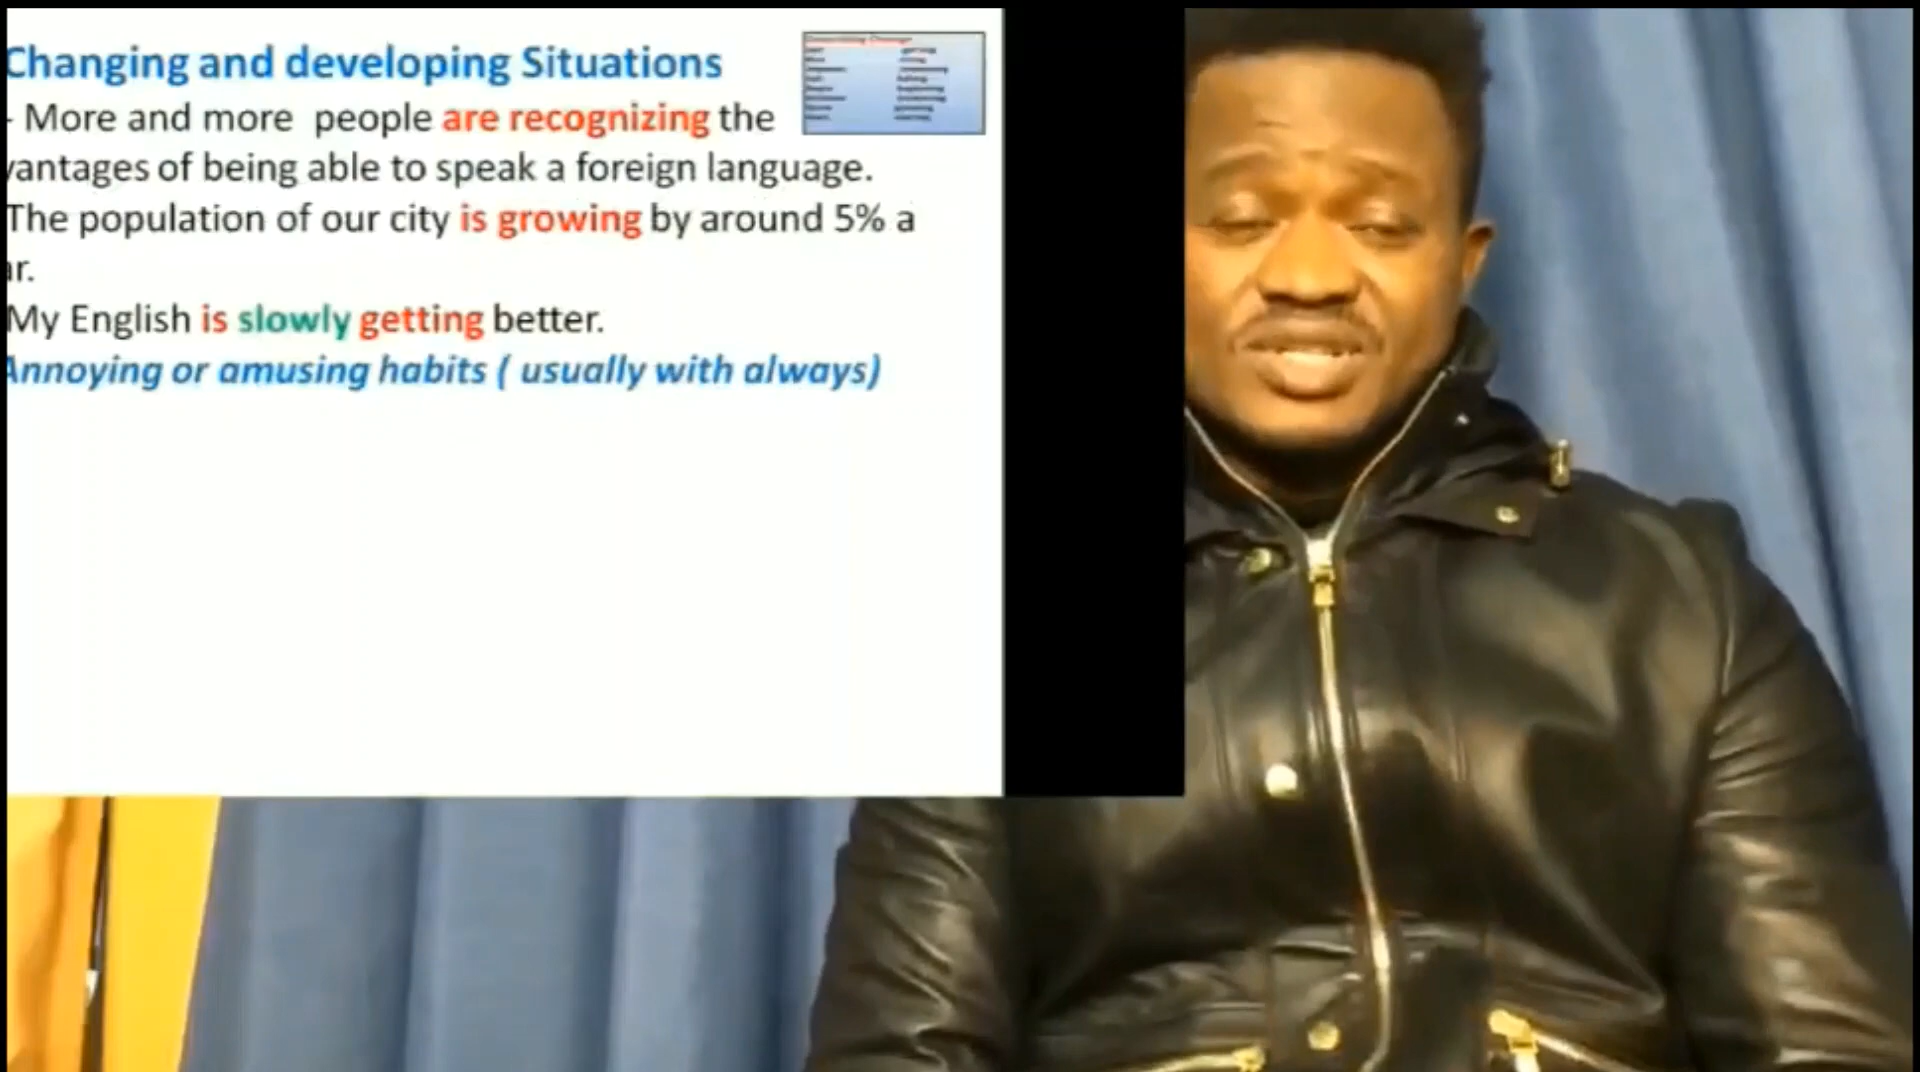 Changing and developing Situations
- More and more people are recognizing the
vantages of being able to speak a foreign language.
The population of our city is growing by around 5% a
ar.
My English is slowly getting better.
Annoying or amusing habits ( usually with always)